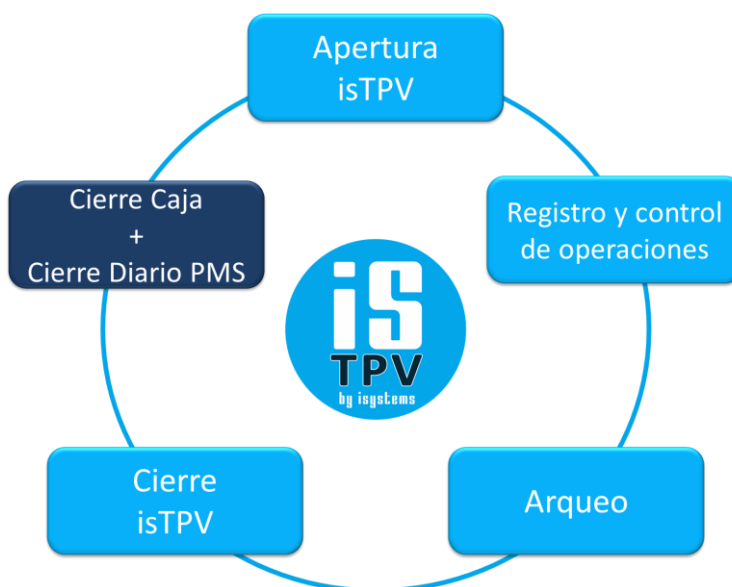 Apertura
isTPV
Cierre Caja
+
Cierre Diario PMS
Registro y control
de operaciones
iS
TPV
by isystems
Cierre
isTPV
Arqueo